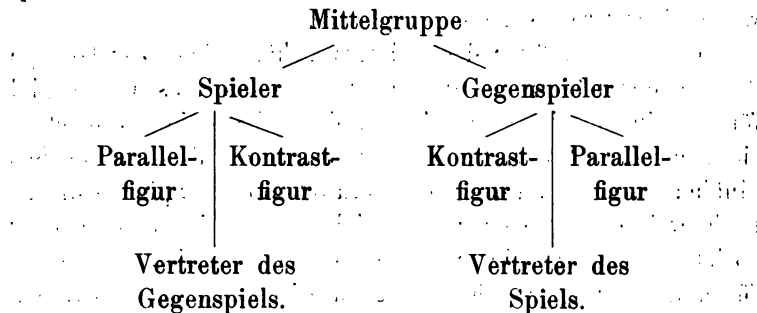 Mittelgruppe
Spieler Gegenspieler
Parallel- Kontrast- Kontrast- Parallel-
figur figur figur figur
Vertreter des Vertreter des
Gegenspiels. Spiels.